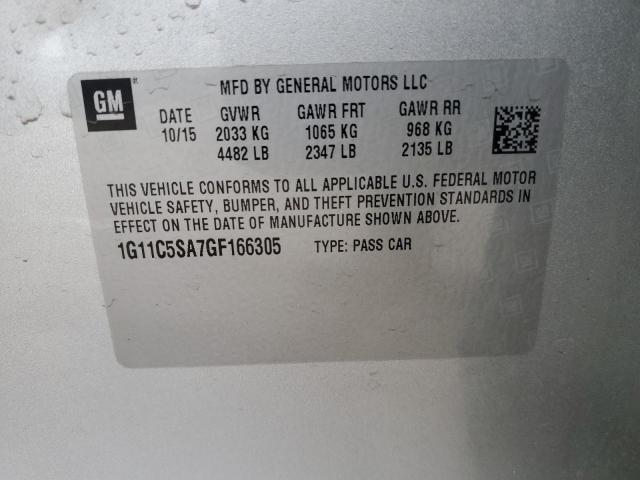 GM
MFD BY GENERAL MOTORS LLC
DATE GVWR GAWR FRT GAWR RR
10/15 2033 KG 1065 KG 968 KG
4482 LB 2347 LB 2135 LB
THIS VEHICLE CONFORMS TO ALL APPLICABLE U.S. FEDERAL MOTOR
VEHICLE SAFETY, BUMPER, AND THEFT PREVENTION STANDARDS IN
EFFECT ON THE DATE OF MANUFACTURE SHOWN ABOVE.
1G11C5SA7GF166305 TYPE: PASS CAR